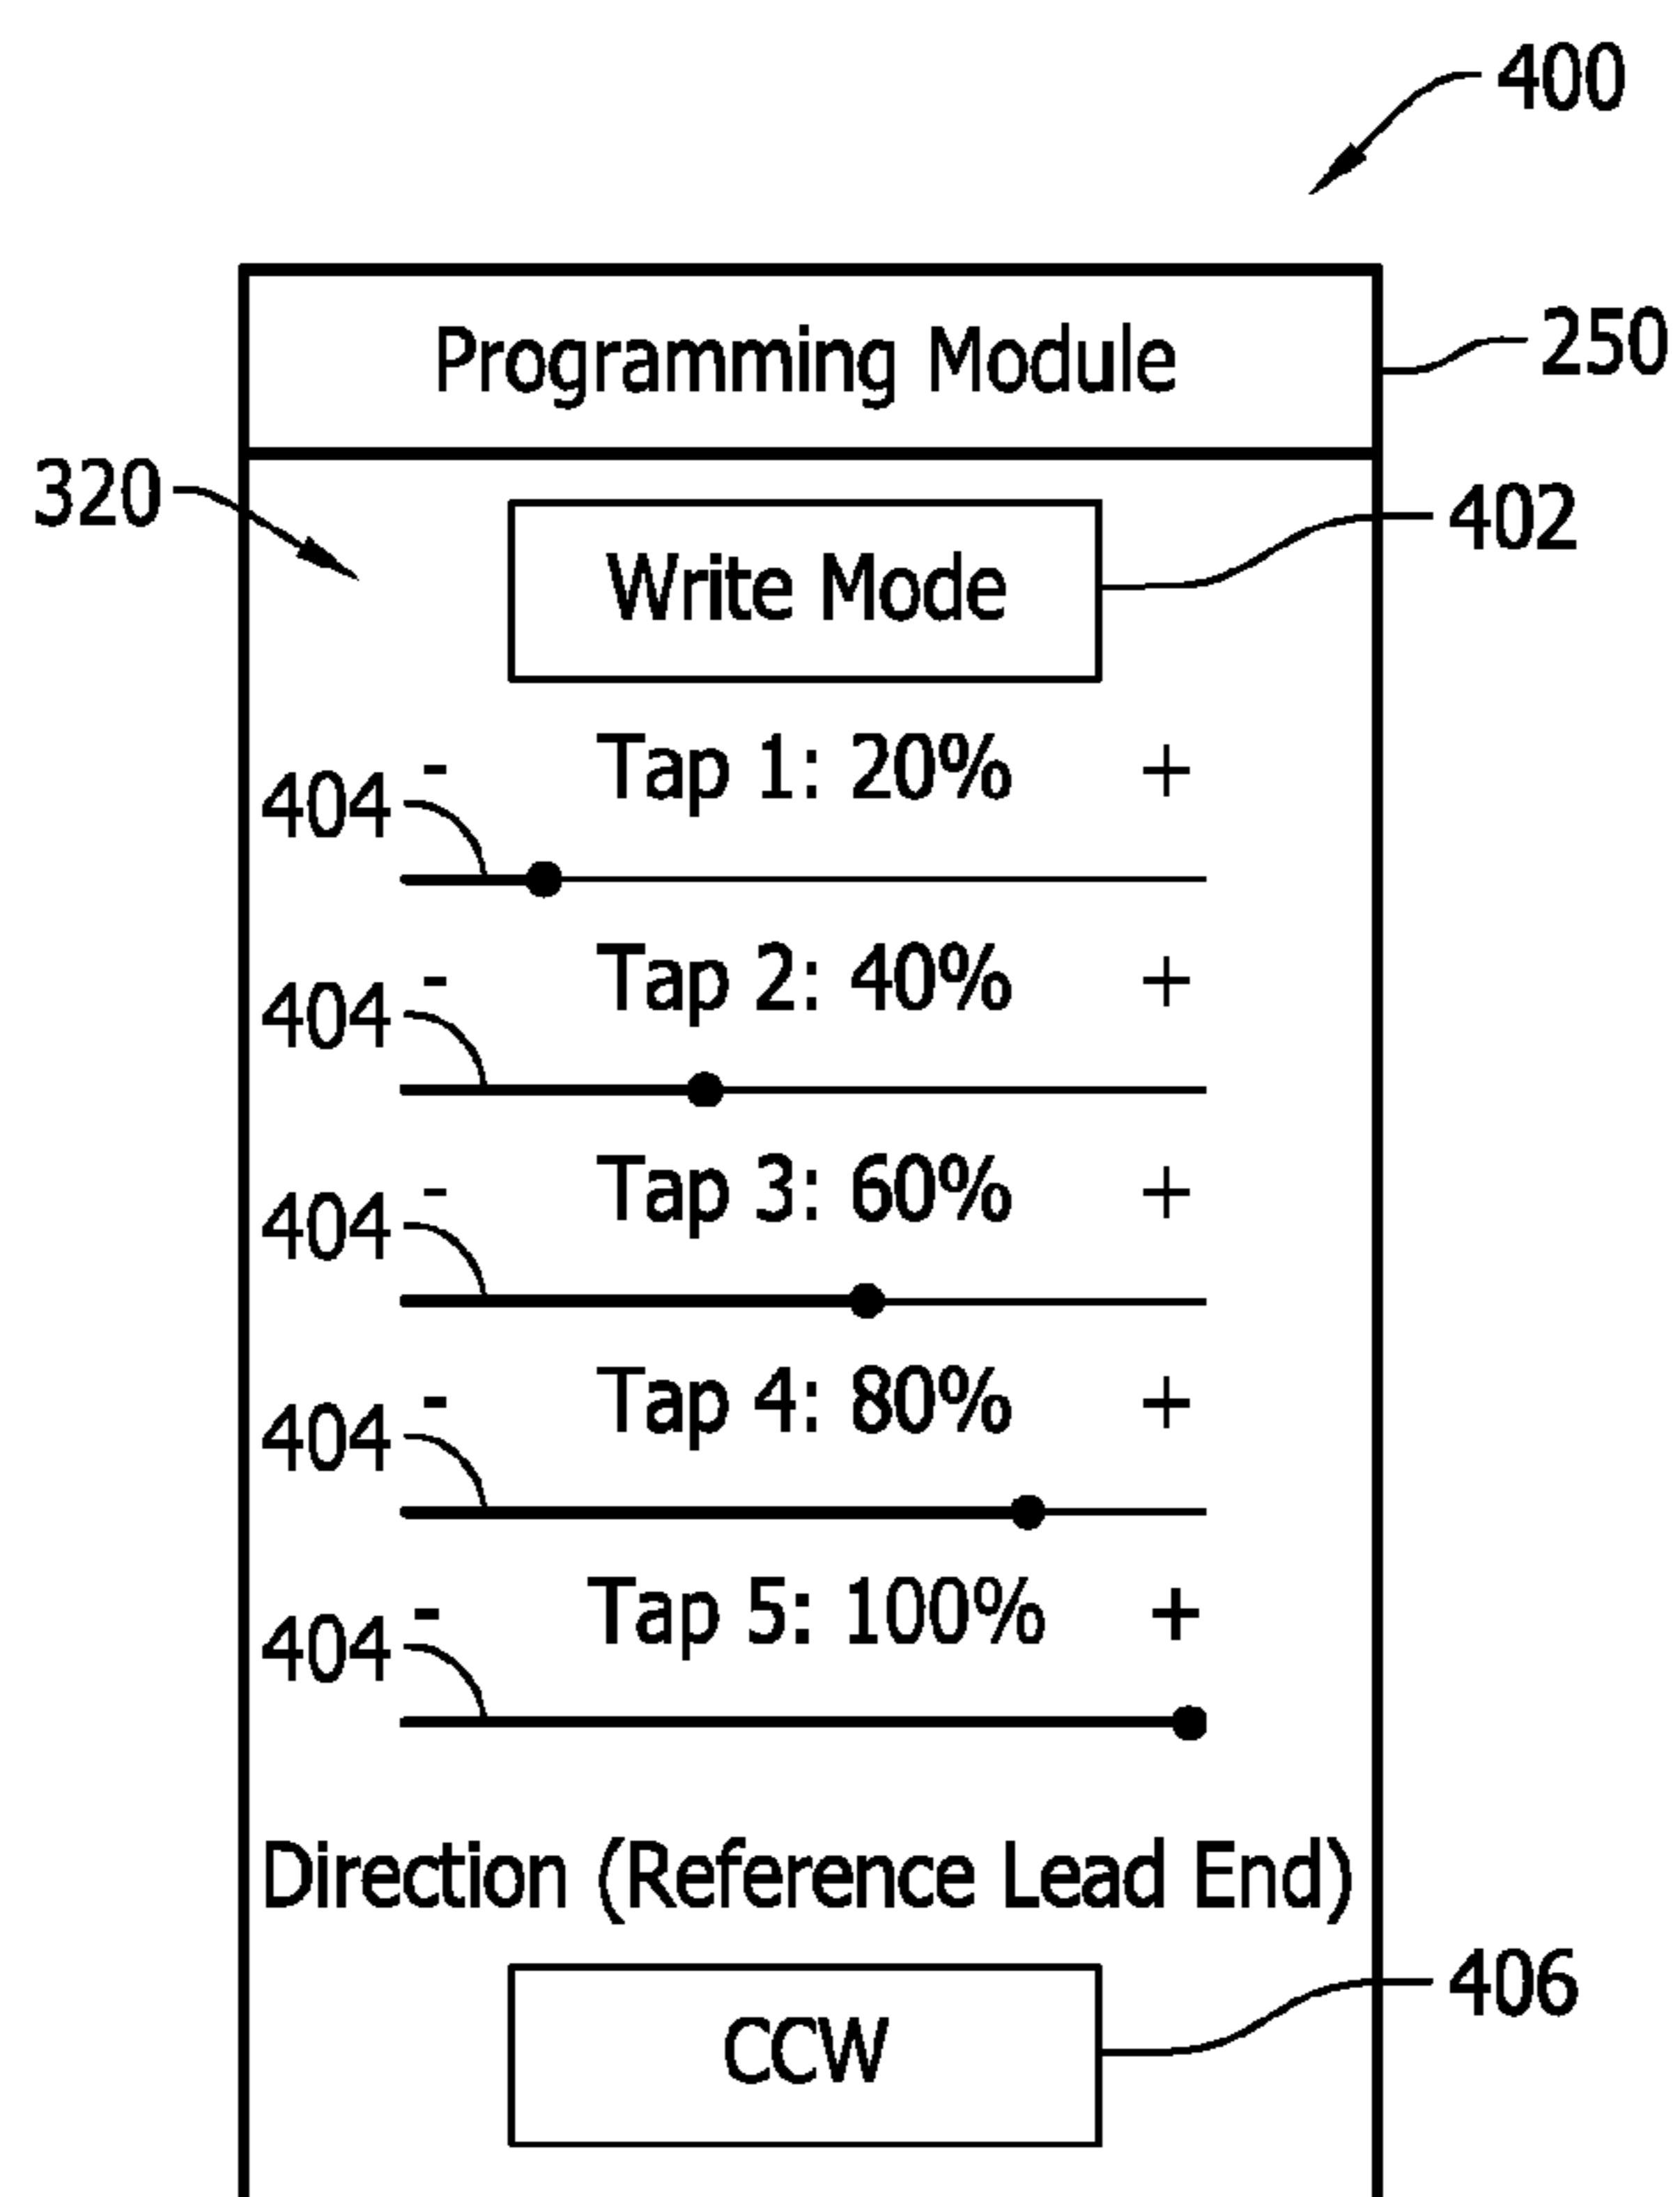 400
Programming Module 250
320
Write Mode 402
- Tap 1: 20% +
404
- Tap 2: 40% +
404
- Tap 3: 60% +
404
- Tap 4: 80% +
404
- Tap 5: 100% +
404
Direction (Reference Lead End)
406
CCW